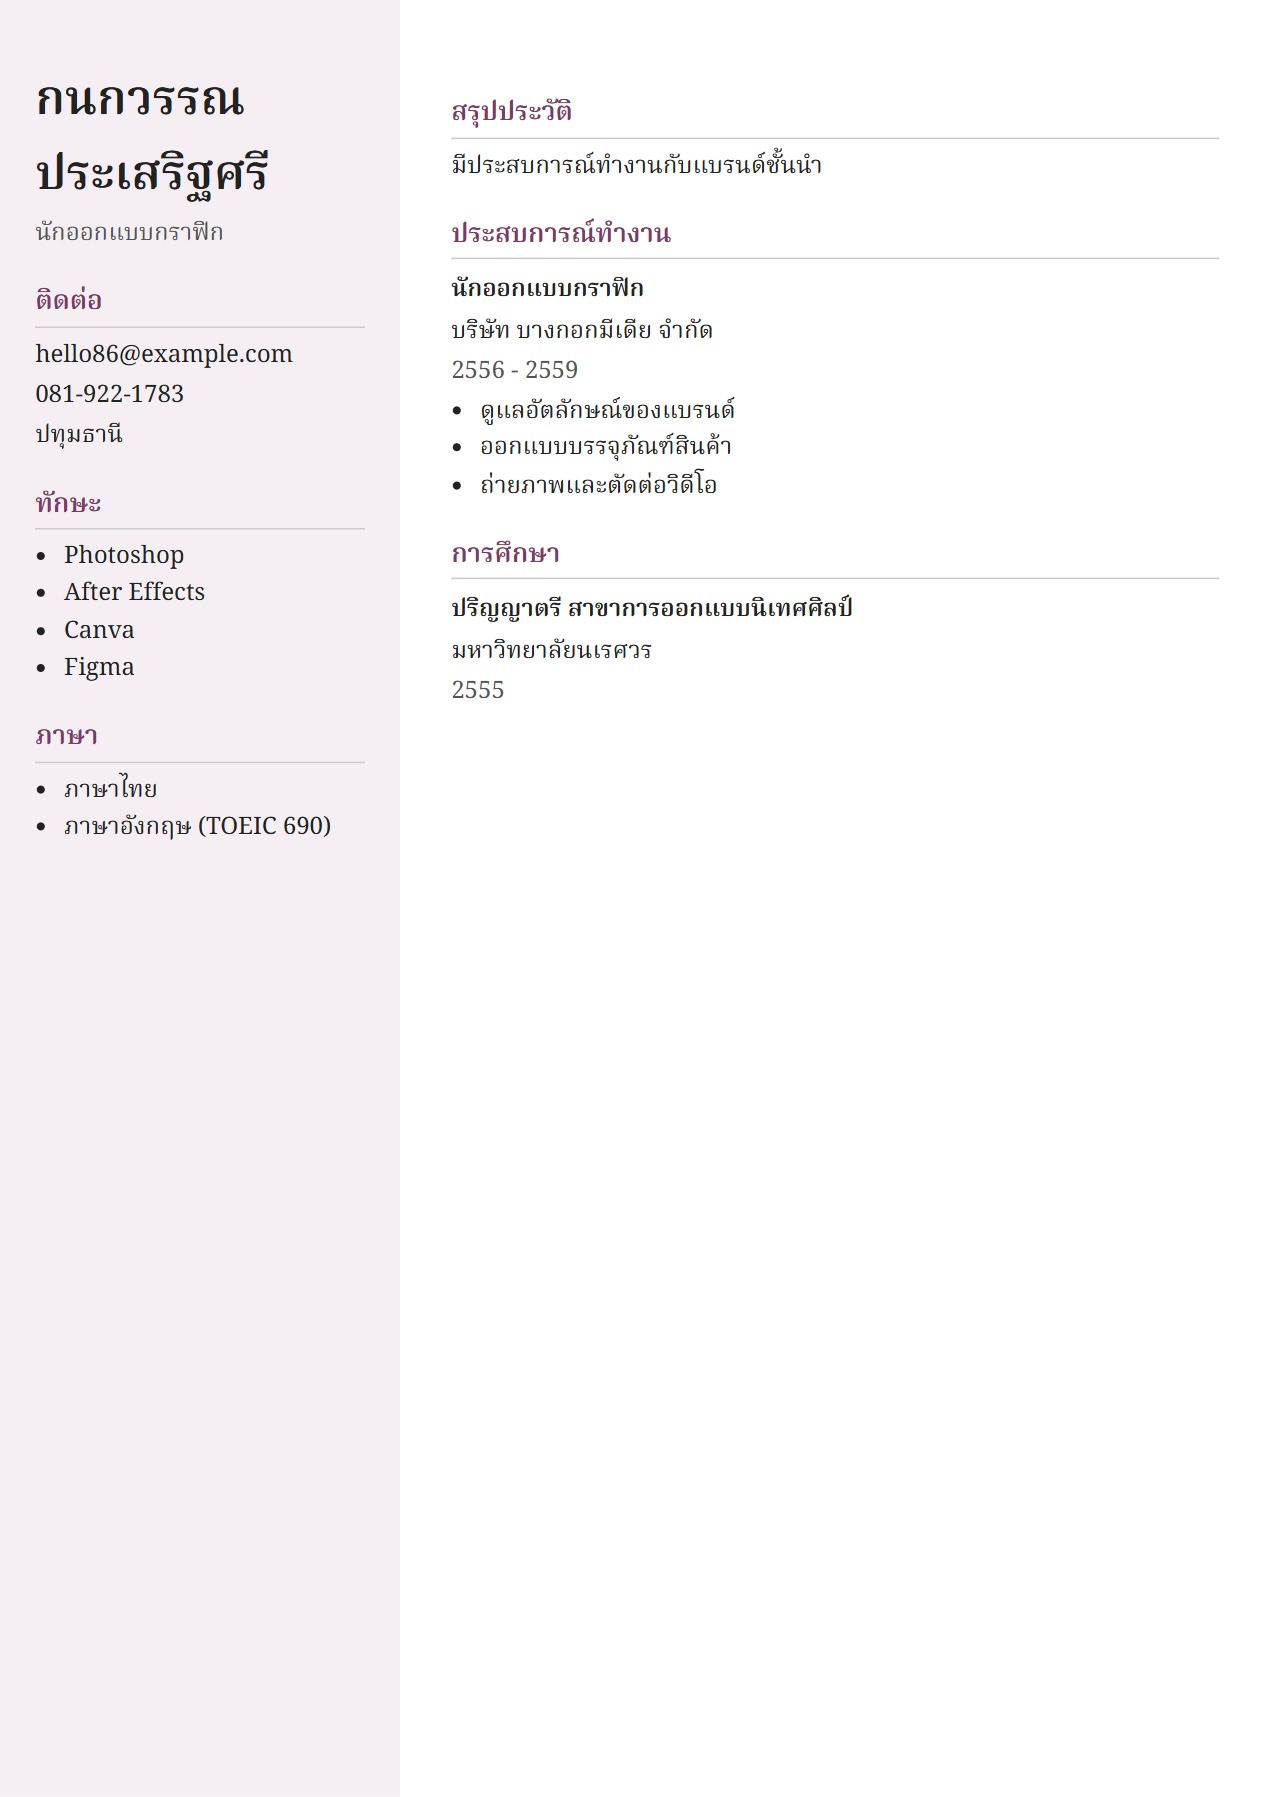 กนกวรรณ
ประเสริฐศรี
นักออกแบบกราฟิก
ติดต่อ
hello86@example.com
081-922-1783
ปทุมธานี
ทักษะ
• Photoshop
• After Effects
• Canva
• Figma
ภาษา
• ภาษาไทย
• ภาษาอังกฤษ (TOEIC 690)
สรุปประวัติ
มีประสบการณ์ทำงานกับแบรนด์ชั้นนำ
ประสบการณ์ทำงาน
นักออกแบบกราฟิก
บริษัท บางกอกมีเดีย จำกัด
2556 - 2559
• ดูแลอัตลักษณ์ของแบรนด์
• ออกแบบบรรจุภัณฑ์สินค้า
• ถ่ายภาพและตัดต่อวิดีโอ
การศึกษา
ปริญญาตรี สาขาการออกแบบนิเทศศิลป์
มหาวิทยาลัยนเรศวร
2555